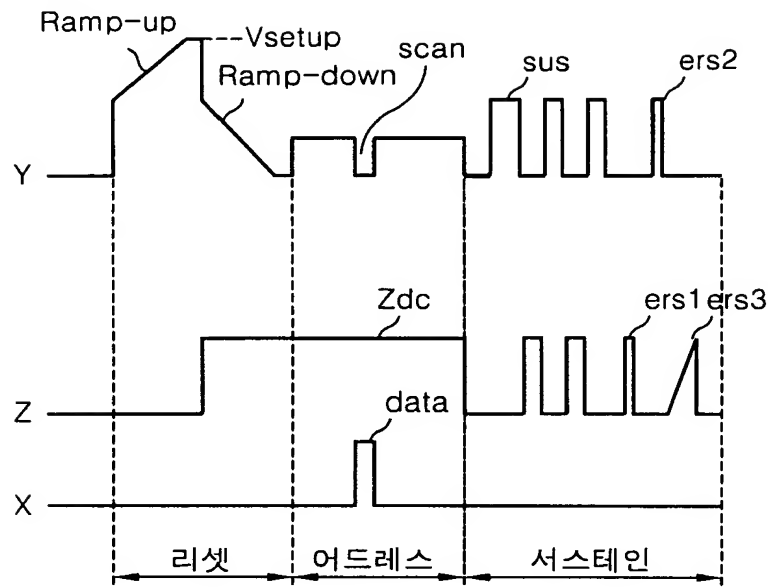 Ramp-up
Vsetup
scan
Ramp-down
sus
ers2
Y
Zdc
ers1 ers3
Z
data
X
리셋
어드레스
서스테인